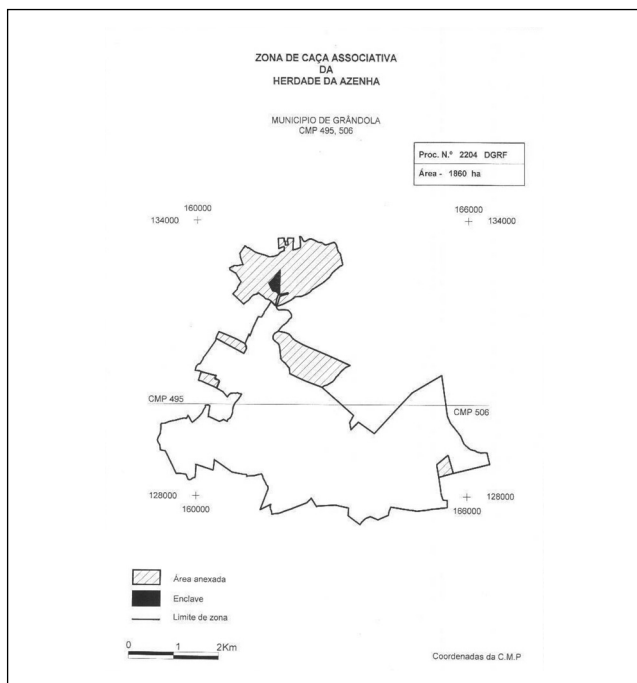 ZONA DE CAÇA ASSOCIATIVA
DA
HERDADE DA AZENHA
MUNICIPIO DE GRÂNDOLA
CMP 495, 506
Proc. N.º 2204 DGRF
Área - 1860 ha
160000
134000
166000
134000
CMP 495
CMP 506
128000
160000
128000
166000
Área anexada
Enclave
Limite de zona
0 1 2Km
Coordenadas da C.M.P